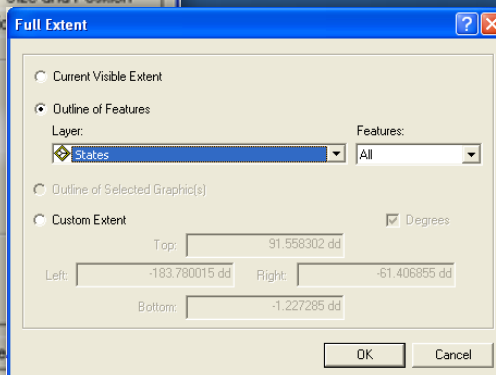 Size and Position
Full Extent
Current Visible Extent
Outline of Features
Layer: Features:
States All
Outline of Selected Graphic(s)
Custom Extent Degrees
Top: 91.558302 dd
Left: -183.780015 dd Right: -61.406855 dd
Bottom: -1.227285 dd
OK Cancel